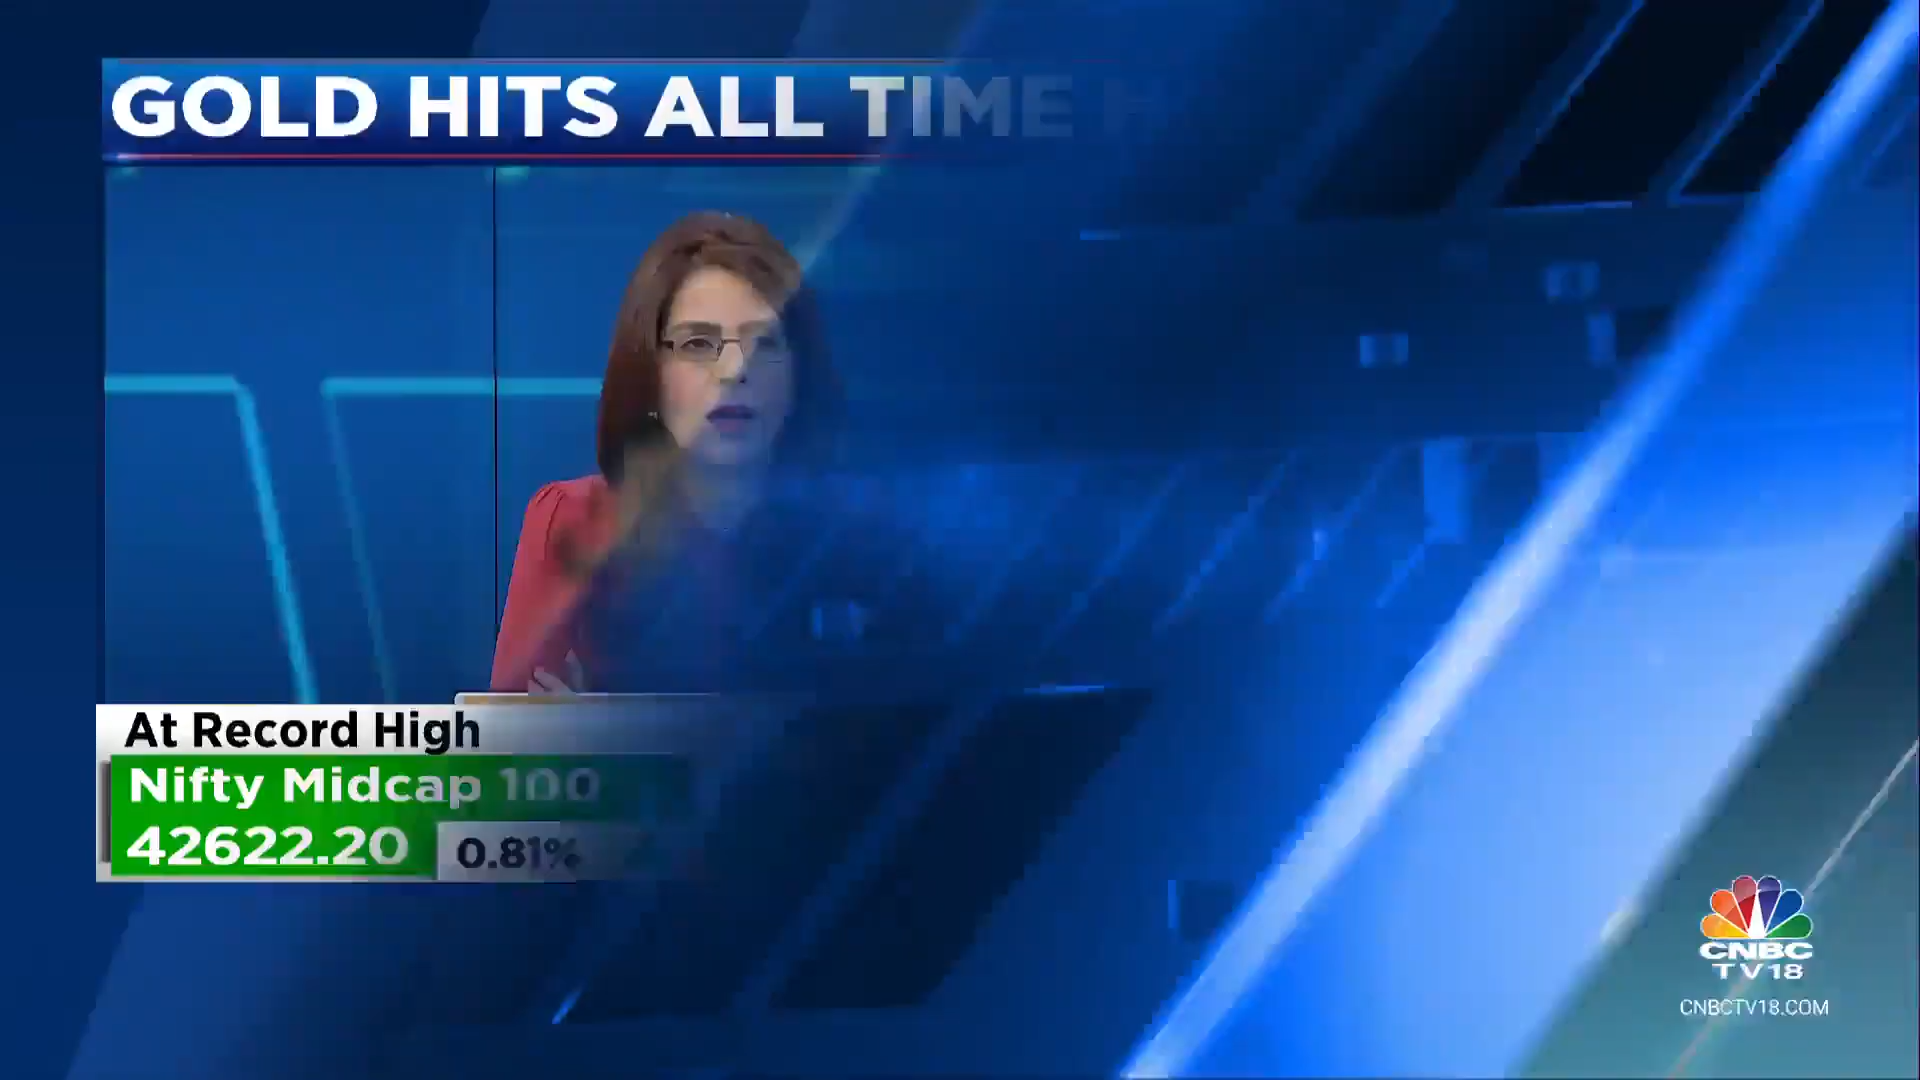 GOLD HITS ALL TIME
At Record High
Nifty Midcap 100
42622.20 0.81%
CNBC
TV18
CNBCTV18.COM